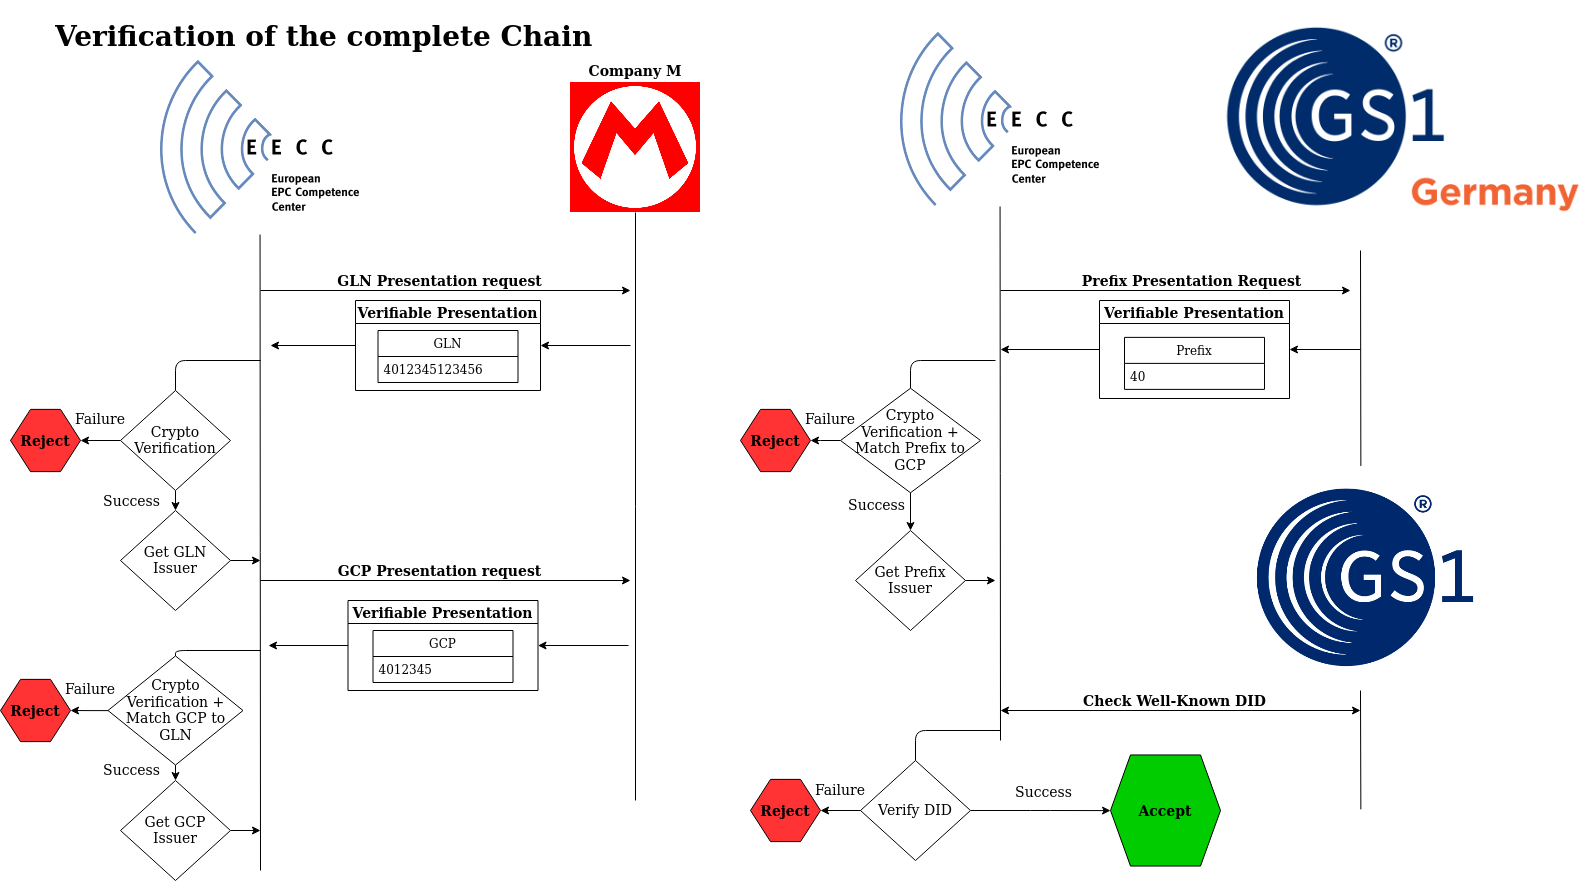 Verification of the complete Chain
E E C C
European
EPC Competence
Center
Company M
M
GLN Presentation request
Verifiable Presentation
GLN
4012345123456
Crypto
Verification
Failure
Reject
Success
Get GLN
Issuer
GCP Presentation request
Verifiable Presentation
GCP
4012345
Crypto
Verification +
Match GCP to
GLN
Failure
Reject
Success
Get GCP
Issuer
E E C C
European
EPC Competence
Center
GS1 ®
Germany
Prefix Presentation Request
Verifiable Presentation
Prefix
40
Crypto
Verification +
Match Prefix to
GCP
Failure
Reject
Success
Get Prefix
Issuer
GS1 ®
Check Well-Known DID
Verify DID
Failure
Reject
Success
Accept